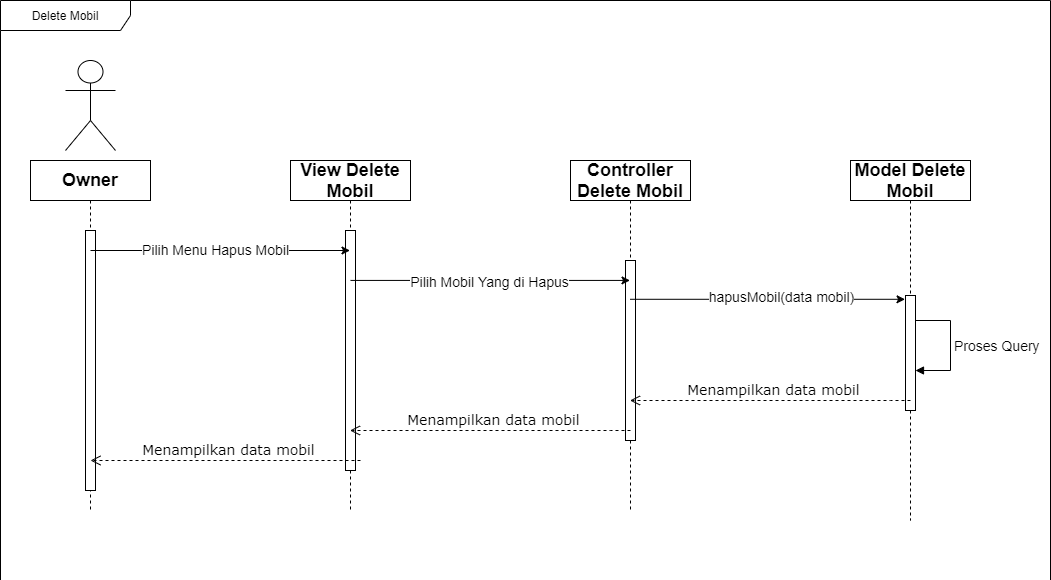 Delete Mobil
Owner
View Delete
Mobil
Controller
Delete Mobil
Model Delete
Mobil
Pilih Menu Hapus Mobil
Pilih Mobil Yang di Hapus
hapusMobil(data mobil)
Proses Query
Menampilkan data mobil
Menampilkan data mobil
Menampilkan data mobil